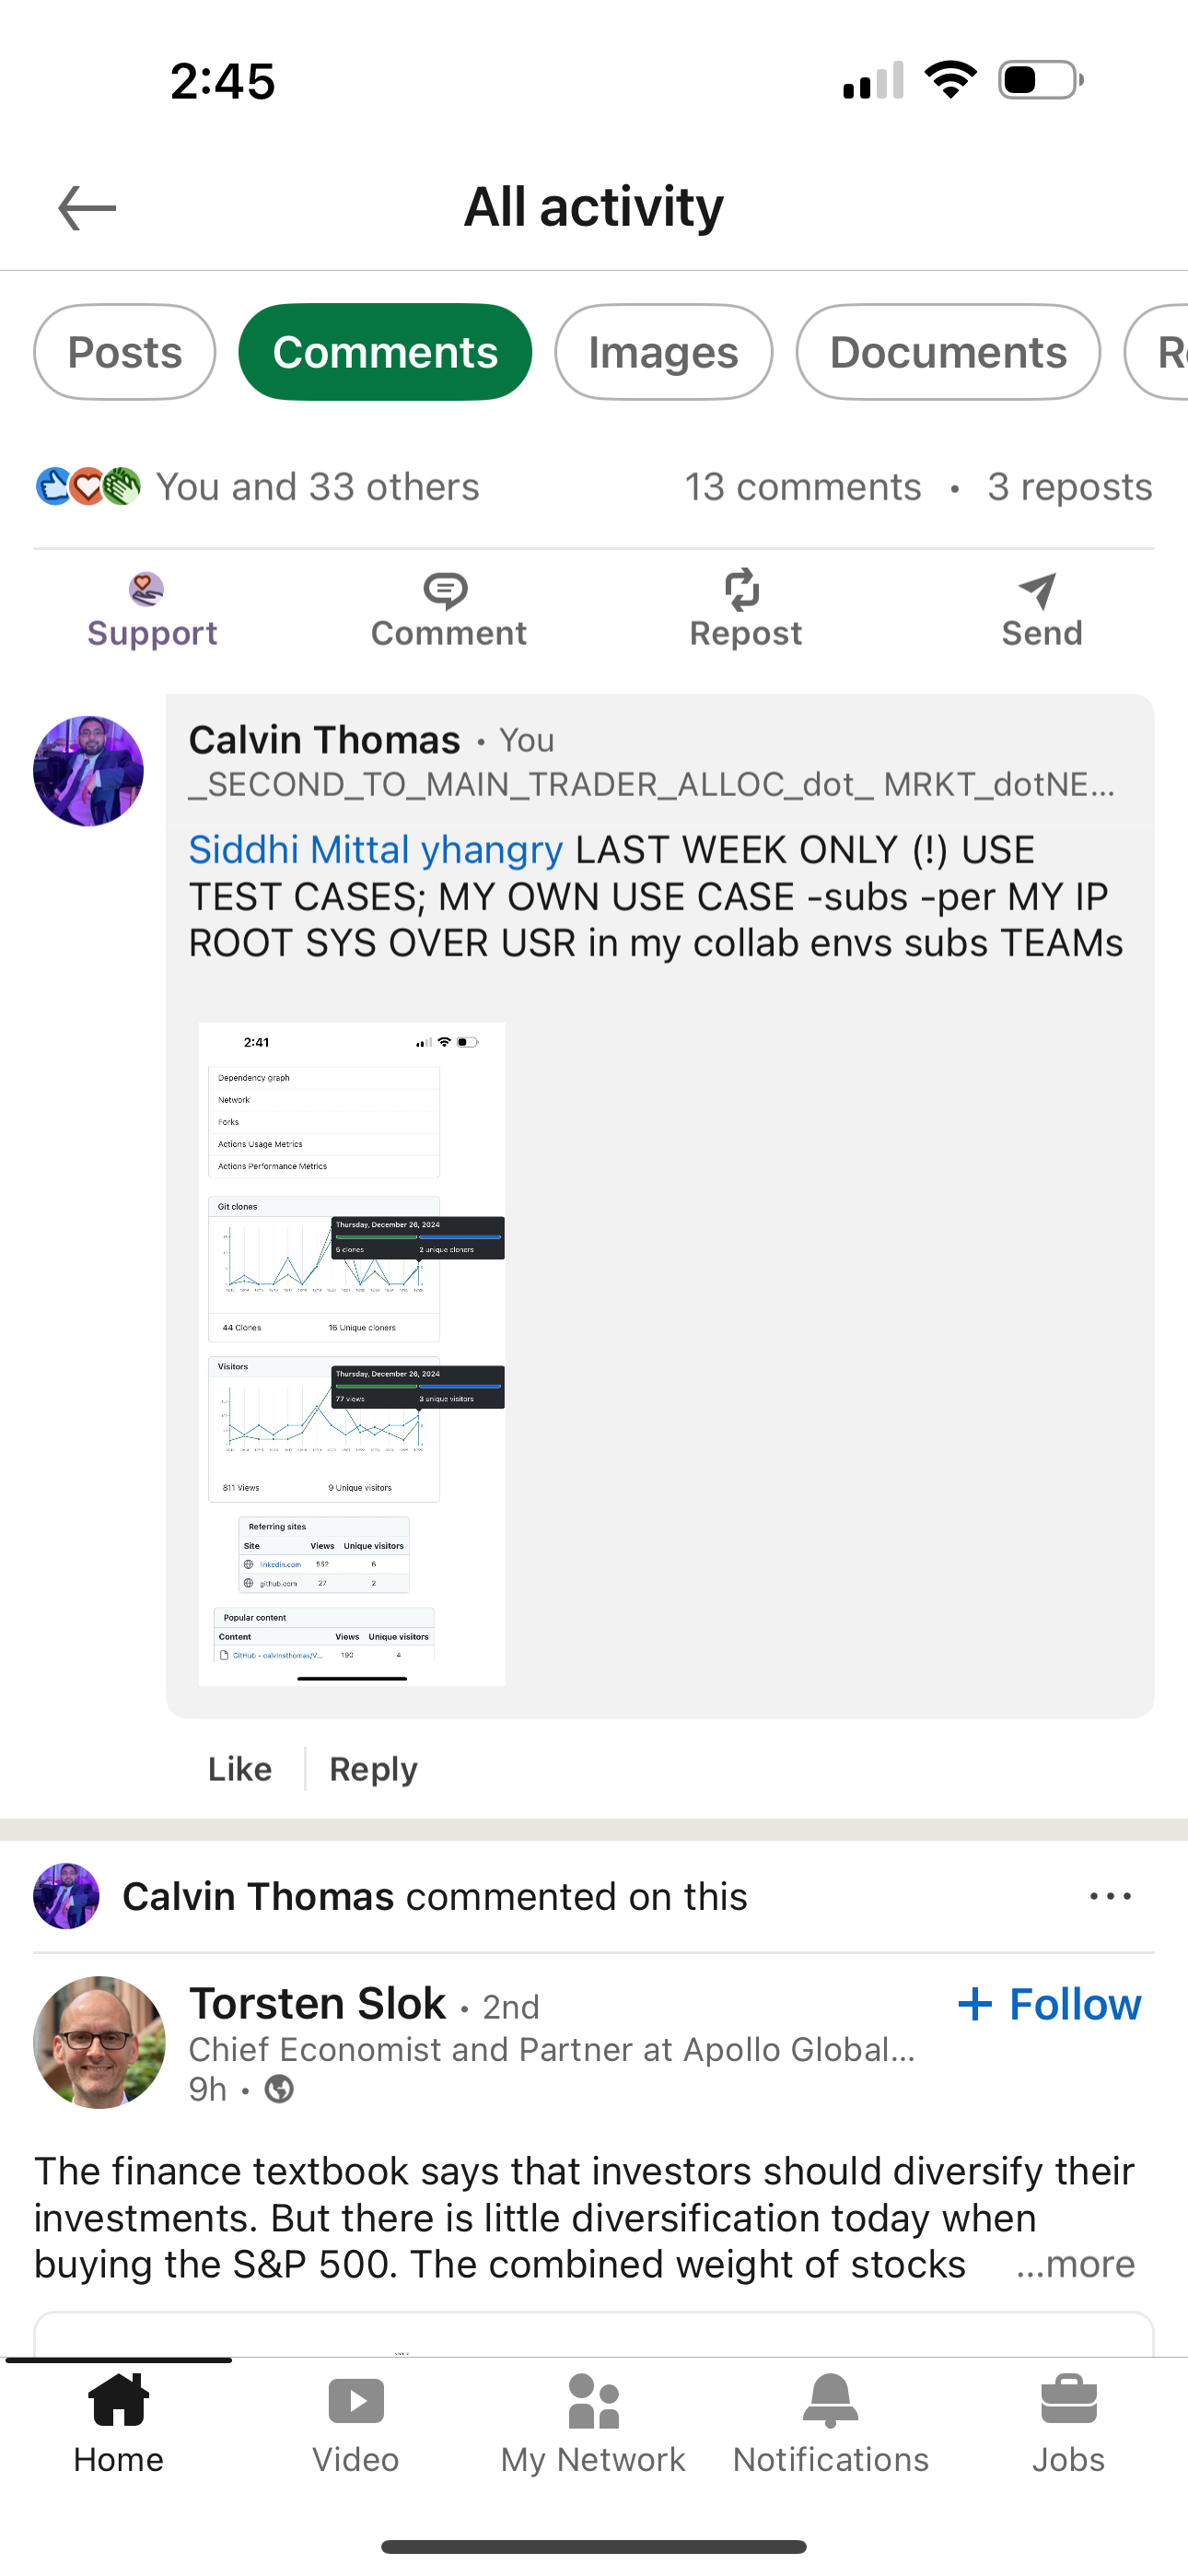 2:45
All activity
Posts
Comments
Images
Documents
You and 33 others
13 comments • 3 reposts
Support
Comment
Repost
Send
Calvin Thomas • You
_SECOND_TO_MAIN_TRADER_ALLOC_dot_ MRKT_dotNE...
Siddhi Mittal yhangry LAST WEEK ONLY (!) USE
TEST CASES; MY OWN USE CASE -subs -per MY IP
ROOT SYS OVER USR in my collab envs subs TEAMs
2:41
Dependency graph
Network
Forks
Actions Usage Metrics
Actions Performance Metrics
Git clones
Thursday, December 26, 2024
5 clones 2 unique cloners
44 Clones 16 Unique cloners
Visitors
Thursday, December 26, 2024
77 views 3 unique visitors
811 Views 9 Unique visitors
Referring sites
Site Views Unique visitors
linkedin.com 552 6
github.com 27 2
Popular content
Content Views Unique visitors
GitHub - calvinsthomas/V... 190 4
Like
Reply
Calvin Thomas commented on this
Torsten Slok • 2nd
+ Follow
Chief Economist and Partner at Apollo Global...
9h •
The finance textbook says that investors should diversify their
investments. But there is little diversification today when
buying the S&P 500. The combined weight of stocks ...more
Home
Video
My Network
Notifications
Jobs